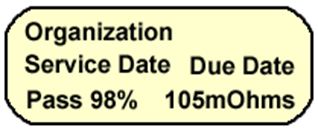 Organization
Service Date Due Date
Pass 98% 105mOhms